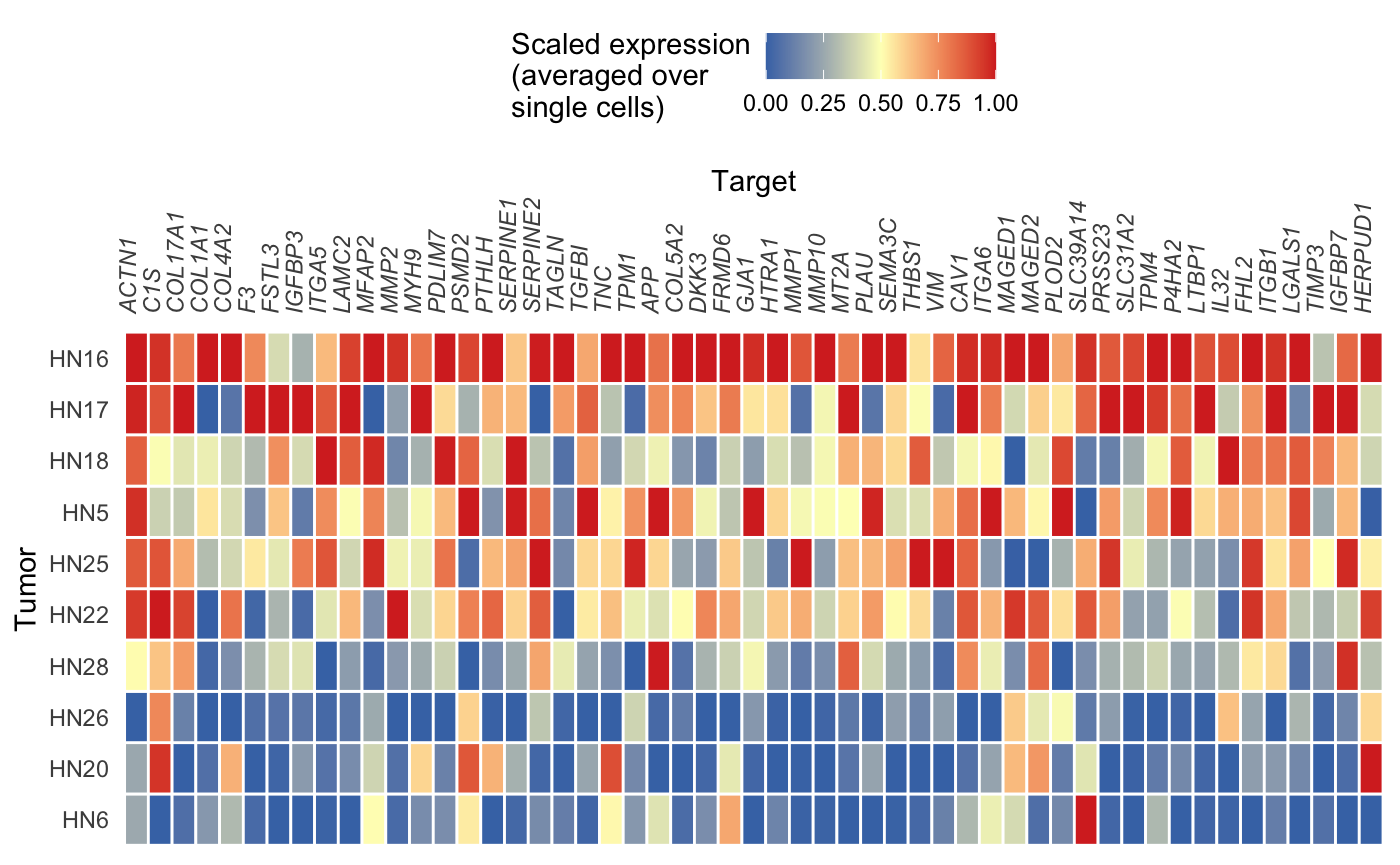 Scaled expression
(averaged over
single cells)
0.00 0.25 0.50 0.75 1.00
Target
ACTN1 C1S COL17A1 COL1A1 COL4A2 F3 FSTL3 IGFBP3 ITGA5 LAMC2 MFAP2 MMP2 MYH9 PDLIM7 PSMD2 PTHLH SERPINE1 SERPINE2 TAGLN TGFBI TNC TPM1 APP COL5A2 DKK3 FRMD6 GJA1 HTRA1 MMP1 MMP10 MT2A PLAU SEMA3C THBS1 VIM CAV1 ITGA6 MAGED1 MAGED2 PLOD2 SLC39A14 PRSS23 SLC31A2 TPM4 P4HA2 LTBP1 IL32 FHL2 ITGB1 LGALS1 TIMP3 IGFBP7 HERPUD1
Tumor
HN16
HN17
HN18
HN5
HN25
HN22
HN28
HN26
HN20
HN6